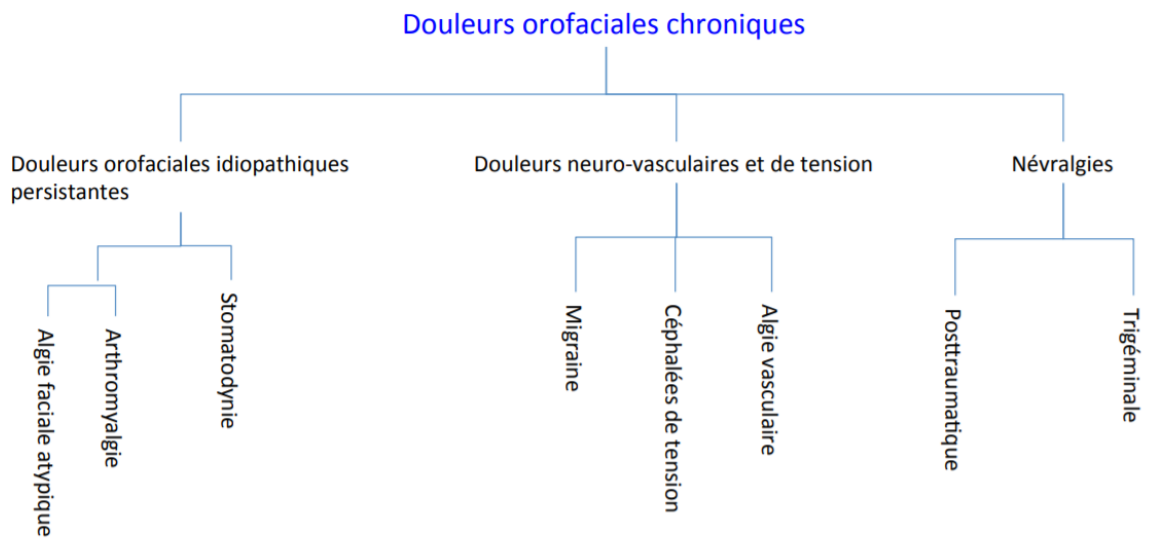 Douleurs orofaciales chroniques
Douleurs orofaciales idiopathiques
persistantes
Douleurs neuro-vasculaires et de tension
Névralgies
Algie faciale atypique
Arthromyalgie
Stomatodynie
Migraine
Céphalées de tension
Algie vasculaire
Posttraumatique
Trigéminale